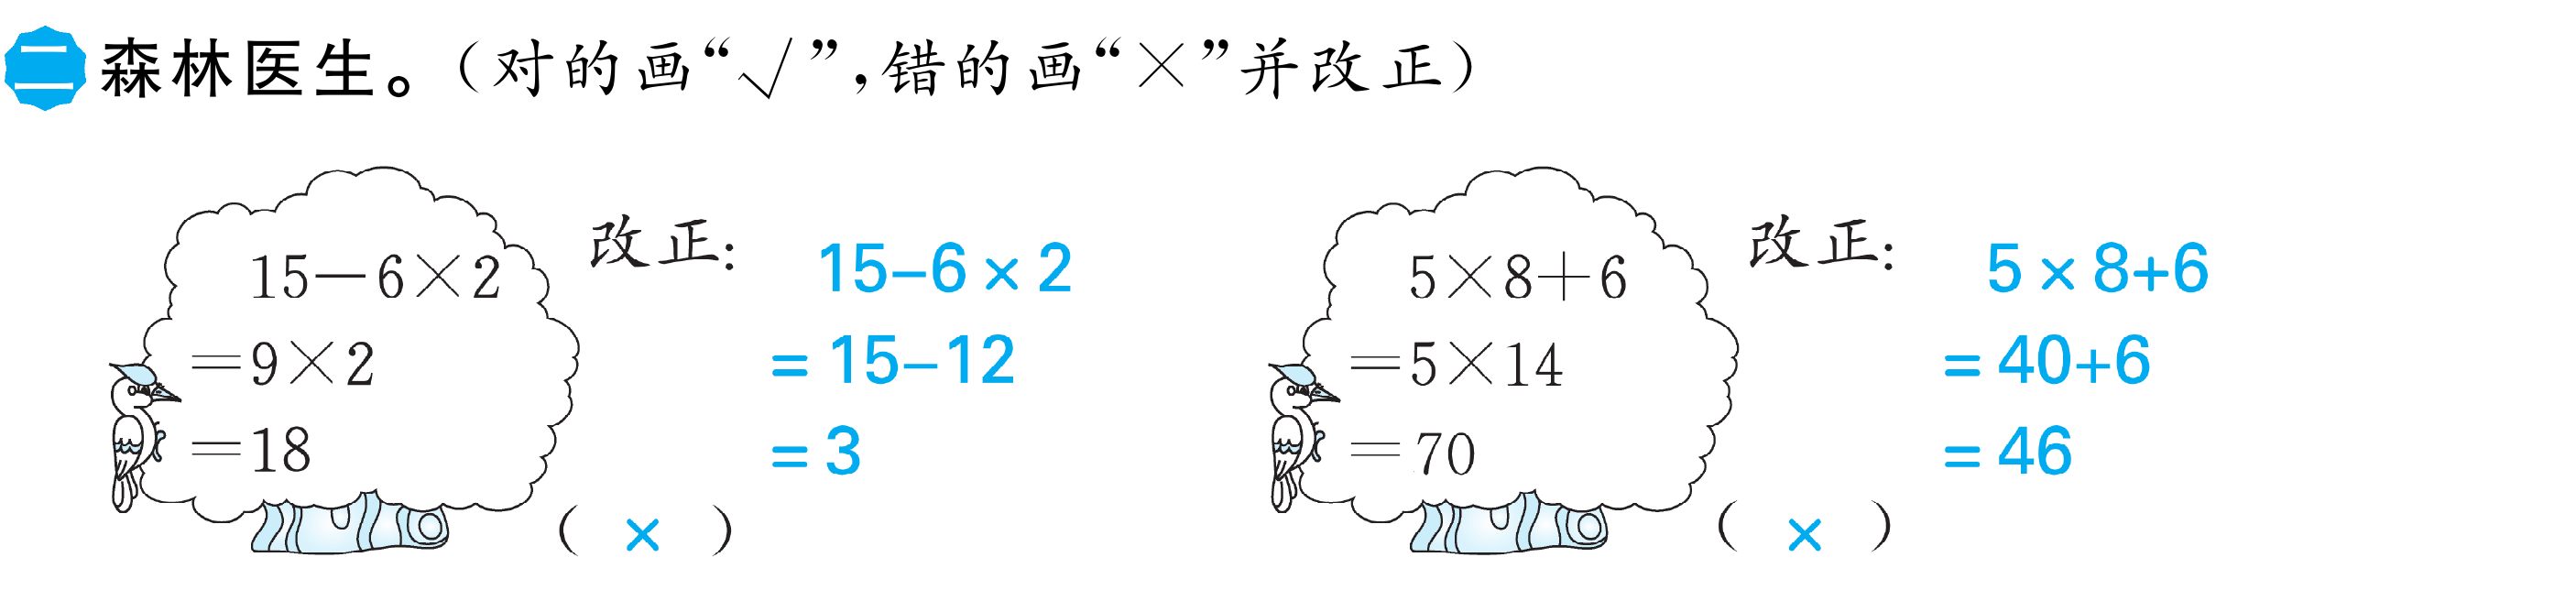 二 森林医生。(对的画“√”,错的画“×”并改正)
15-6×2
=9×2
=18
改正:
15-6×2
=15-12
=3
( × )
5×8+6
=5×14
=70
改正:
5×8+6
=40+6
=46
( × )